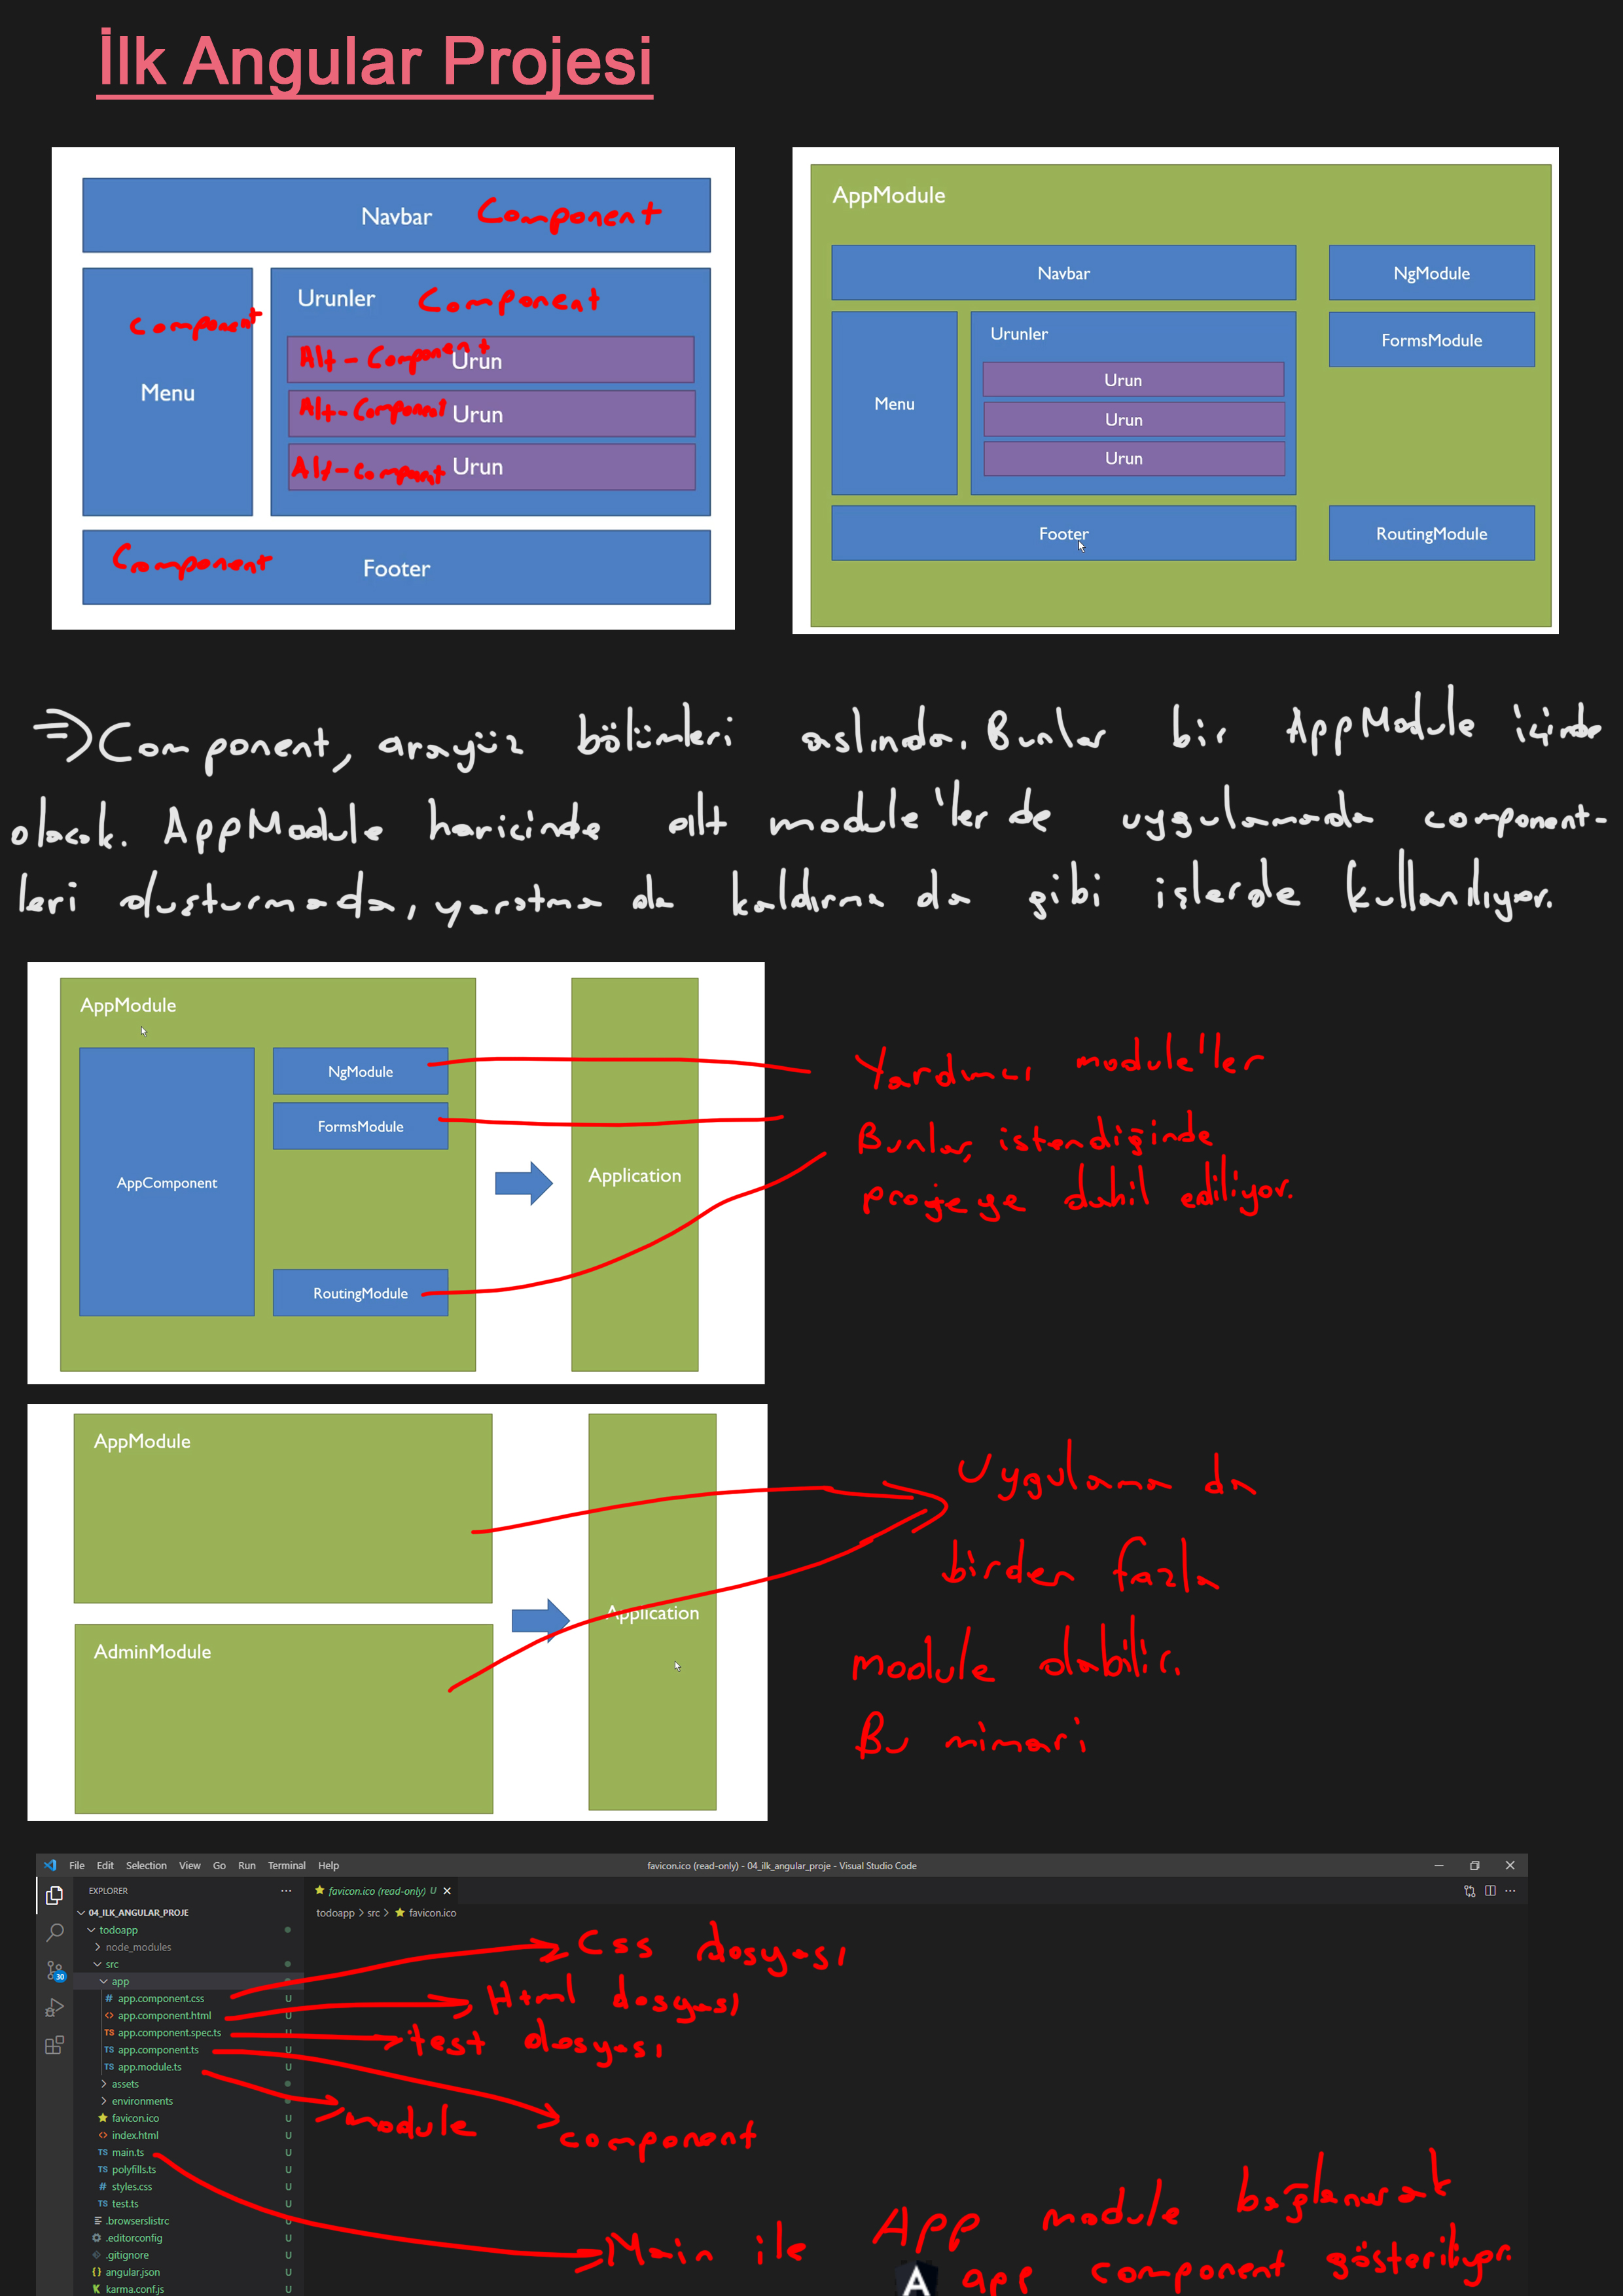 İlk Angular Projesi
Navbar Component
Component
Menu
Urunler Component
Alt-Component Urun
Alt-Component Urun
Alt-Compant Urun
Component Footer
AppModule
Navbar
NgModule
Menu
Urunler
FormsModule
Urun
Urun
Urun
Footer
RoutingModule
=> Component, arayüz bölümleri aslında. Bunlar bir AppModule içinde
olacak. AppModule haricinde alt module'ler de uygulamada component-
leri oluşturmada, yaratma da kaldırma da gibi işlerde kullanılıyor.
AppModule
AppComponent
NgModule
FormsModule
RoutingModule
Application
Yardımcı module'ler
Bunlar, istendiğinde
projeye dahil ediliyor.
AppModule
AdminModule
Application
Uygulama da
birden fazla
module olabilir.
Bu mimari
File Edit Selection View Go Run Terminal Help
favicon.ico (read-only) - 04_ilk_angular_proje - Visual Studio Code
EXPLORER
favicon.ico (read-only) U
04_ILK_ANGULAR_PROJE
todoapp > src > favicon.ico
todoapp
node_modules
src
app
app.component.css U
Css dosyası
app.component.html U
Html dosyası
app.component.spec.ts U
test dosyası
app.component.ts U
component
app.module.ts U
module
assets
environments
favicon.ico U
index.html U
main.ts U
polyfills.ts U
styles.css U
test.ts U
.browserslistrc U
.editorconfig U
.gitignore U
angular.json U
karma.conf.js U
30
Main ile App module bağlanarak
app component gösteriliyor.
A